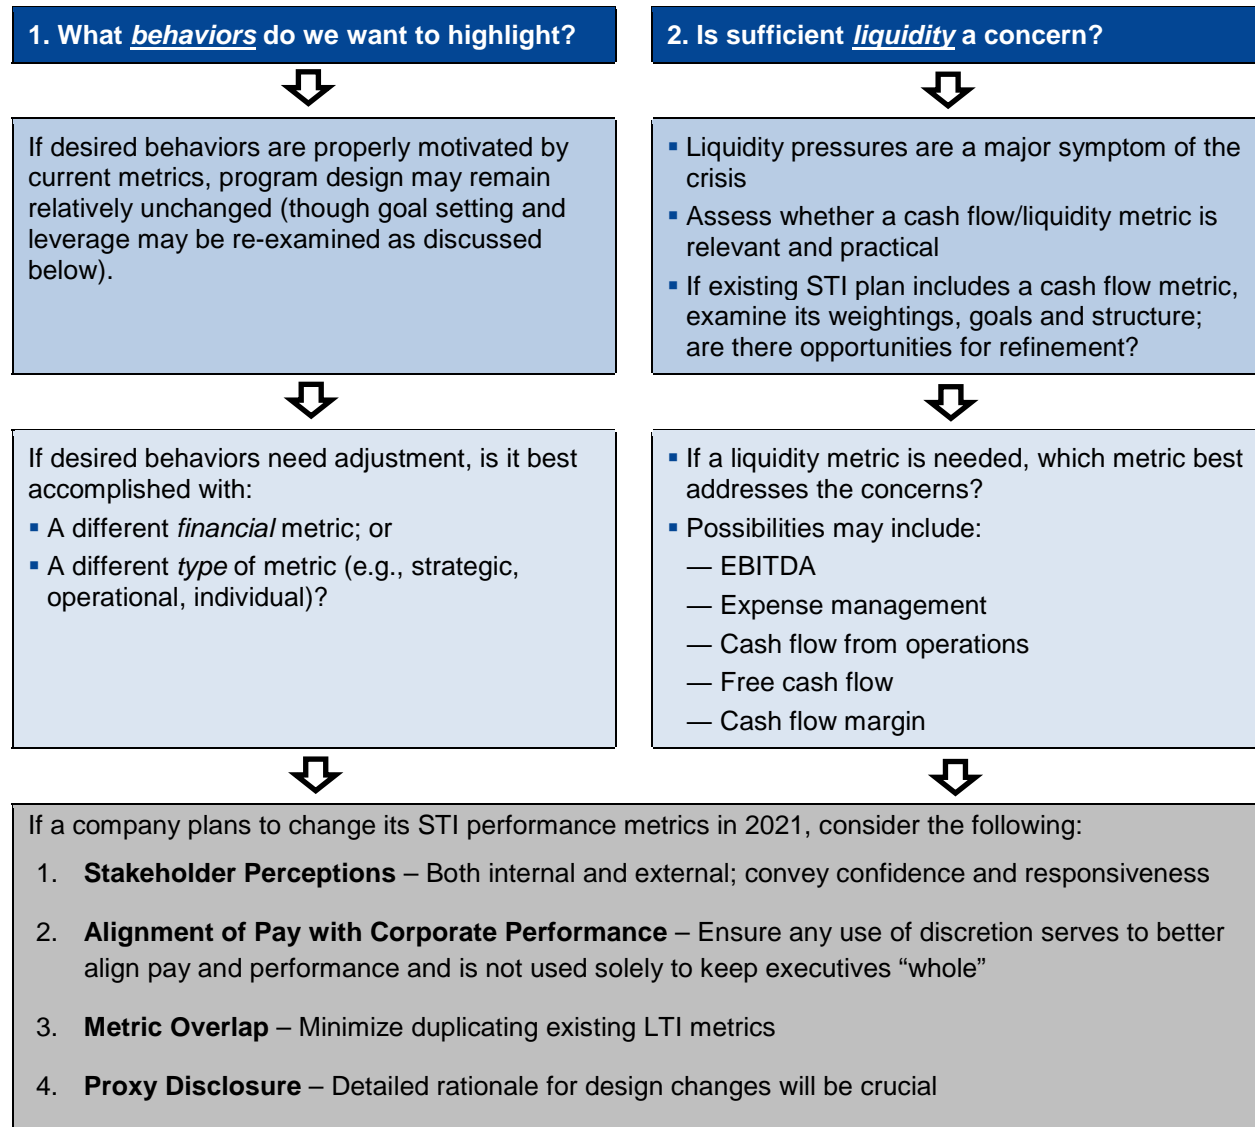 1. What behaviors do we want to highlight?
If desired behaviors are properly motivated by
current metrics, program design may remain
relatively unchanged (though goal setting and
leverage may be re-examined as discussed
below).
If desired behaviors need adjustment, is it best
accomplished with:
▪ A different financial metric; or
▪ A different type of metric (e.g., strategic,
operational, individual)?
2. Is sufficient liquidity a concern?
▪ Liquidity pressures are a major symptom of the
crisis
▪ Assess whether a cash flow/liquidity metric is
relevant and practical
▪ If existing STI plan includes a cash flow metric,
examine its weightings, goals and structure;
are there opportunities for refinement?
▪ If a liquidity metric is needed, which metric best
addresses the concerns?
▪ Possibilities may include:
— EBITDA
— Expense management
— Cash flow from operations
— Free cash flow
— Cash flow margin
If a company plans to change its STI performance metrics in 2021, consider the following:
1. Stakeholder Perceptions – Both internal and external; convey confidence and responsiveness
2. Alignment of Pay with Corporate Performance – Ensure any use of discretion serves to better
align pay and performance and is not used solely to keep executives “whole”
3. Metric Overlap – Minimize duplicating existing LTI metrics
4. Proxy Disclosure – Detailed rationale for design changes will be crucial